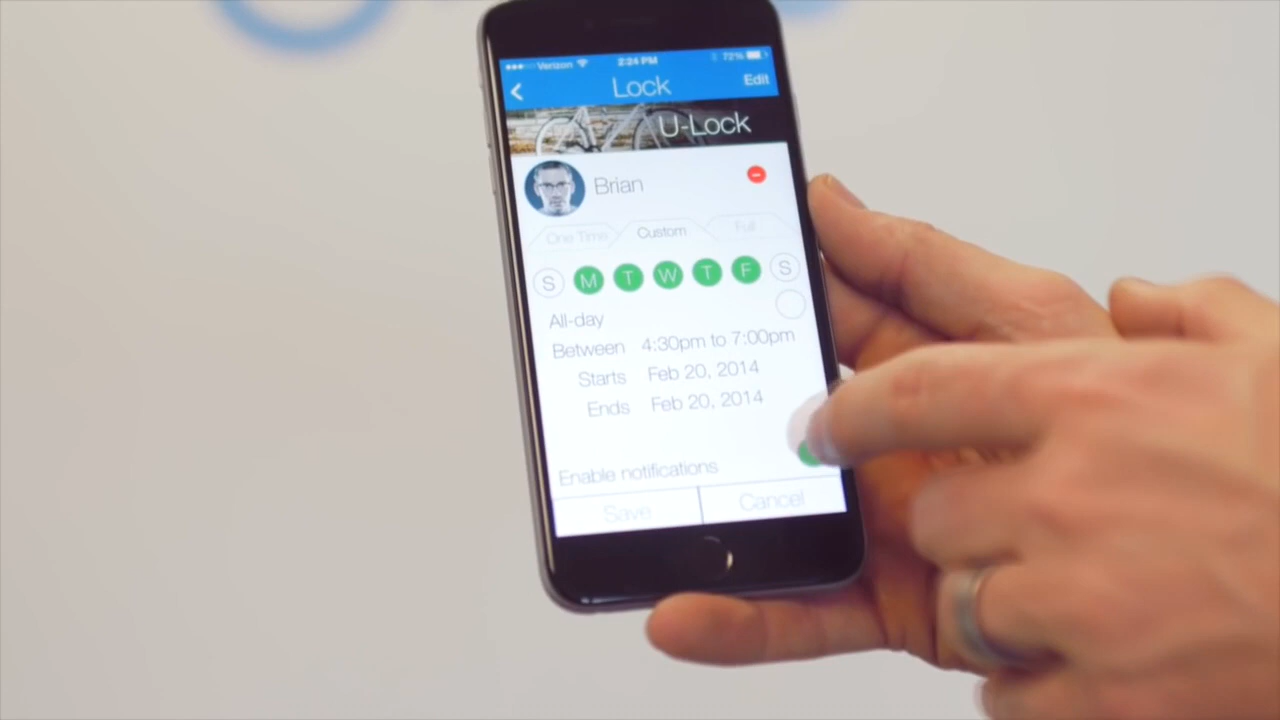 Verizon 2:24 PM 72%
Lock Edit
U-Lock
Brian
One Time Custom Full
S M T W T F S
All-day
Between 4:30pm to 7:00pm
Starts Feb 20, 2014
Ends Feb 20, 2014
Enable notifications
Save Cancel